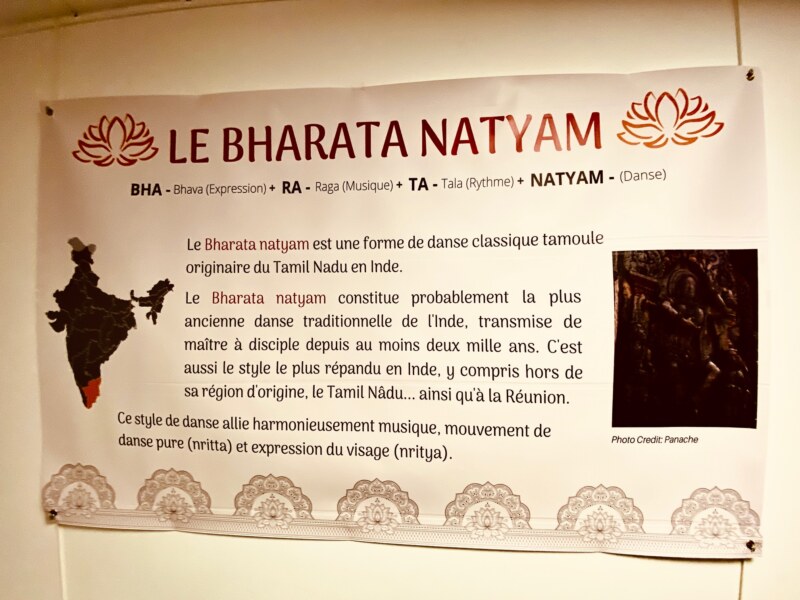 LE BHARATA NATYAM
BHA - Bhava (Expression) + RA - Raga (Musique) + TA - Tala (Rythme) + NATYAM - (Danse)
Le Bharata natyam est une forme de danse classique tamoule
originaire du Tamil Nadu en Inde.
Le Bharata natyam constitue probablement la plus
ancienne danse traditionnelle de l'Inde, transmise de
maître à disciple depuis au moins deux mille ans. C'est
aussi le style le plus répandu en Inde, y compris hors de
sa région d'origine, le Tamil Nâdu... ainsi qu'à la Réunion.
Ce style de danse allie harmonieusement musique, mouvement de
danse pure (nritta) et expression du visage (nritya).
Photo Credit: Panache